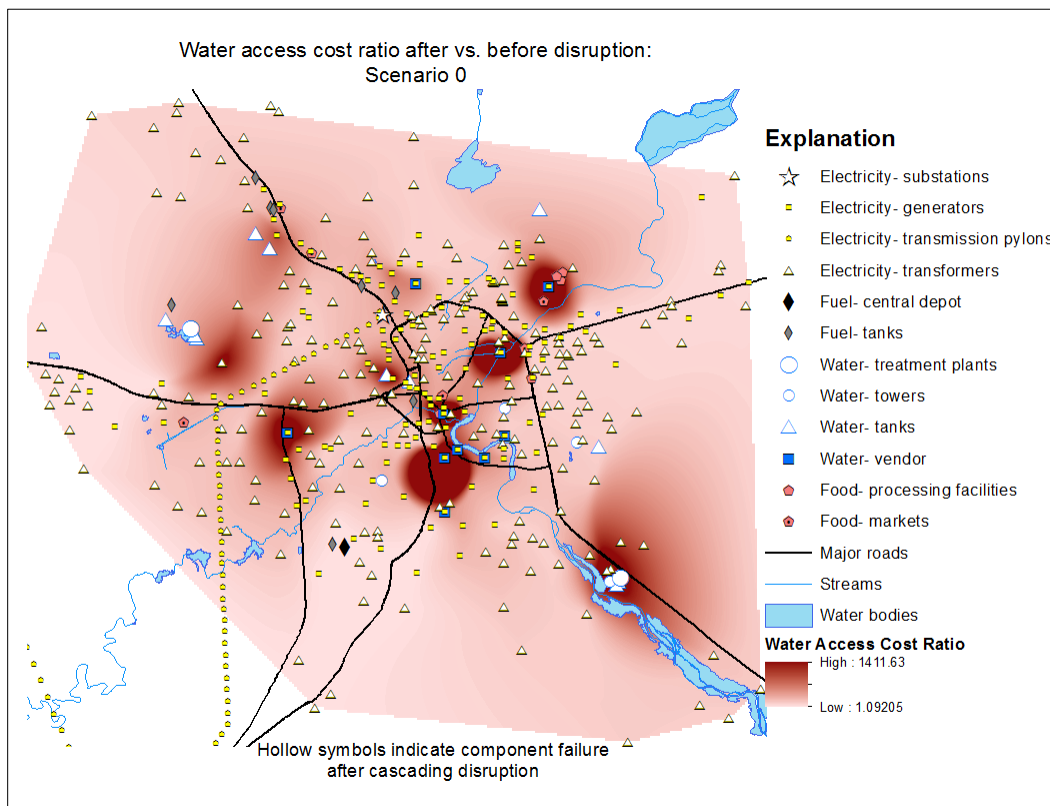 Water access cost ratio after vs. before disruption:
Scenario 0
Explanation
Electricity- substations
Electricity- generators
Electricity- transmission pylons
Electricity- transformers
Fuel- central depot
Fuel- tanks
Water- treatment plants
Water- towers
Water- tanks
Water- vendor
Food- processing facilities
Food- markets
Major roads
Streams
Water bodies
Water Access Cost Ratio
High : 1411.63
Low : 1.09205
Hollow symbols indicate component failure
after cascading disruption